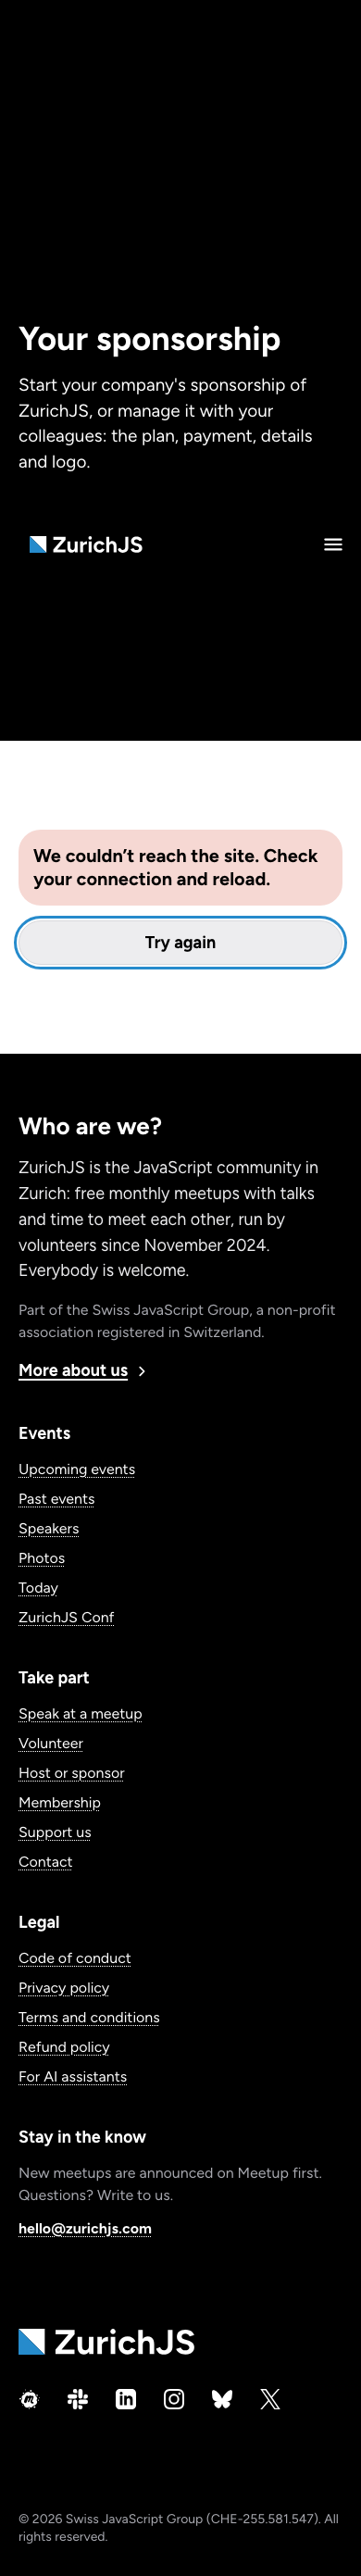 Your sponsorship
Start your company's sponsorship of
ZurichJS, or manage it with your
colleagues: the plan, payment, details
and logo.
ZurichJS
We couldn’t reach the site. Check
your connection and reload.
Try again
Who are we?
ZurichJS is the JavaScript community in
Zurich: free monthly meetups with talks
and time to meet each other, run by
volunteers since November 2024.
Everybody is welcome.
Part of the Swiss JavaScript Group, a non-profit
association registered in Switzerland.
More about us
Events
Upcoming events
Past events
Speakers
Photos
Today
ZurichJS Conf
Take part
Speak at a meetup
Volunteer
Host or sponsor
Membership
Support us
Contact
Legal
Code of conduct
Privacy policy
Terms and conditions
Refund policy
For AI assistants
Stay in the know
New meetups are announced on Meetup first.
Questions? Write to us.
hello@zurichjs.com
ZurichJS
© 2026 Swiss JavaScript Group (CHE-255.581.547). All
rights reserved.